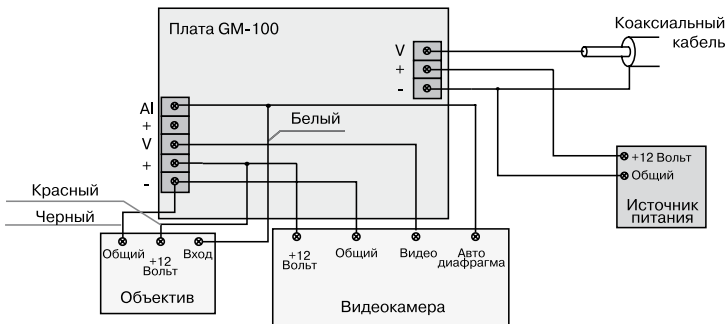 Плата GM-100
Коаксиальный
кабель
V
+
-
AI
+
V
+
-
Белый
Красный
Черный
+12 Вольт
Общий
Источник
питания
Общий
+12
Вольт
Вход
Объектив
+12
Вольт
Общий
Видео
Авто
диафрагма
Видеокамера